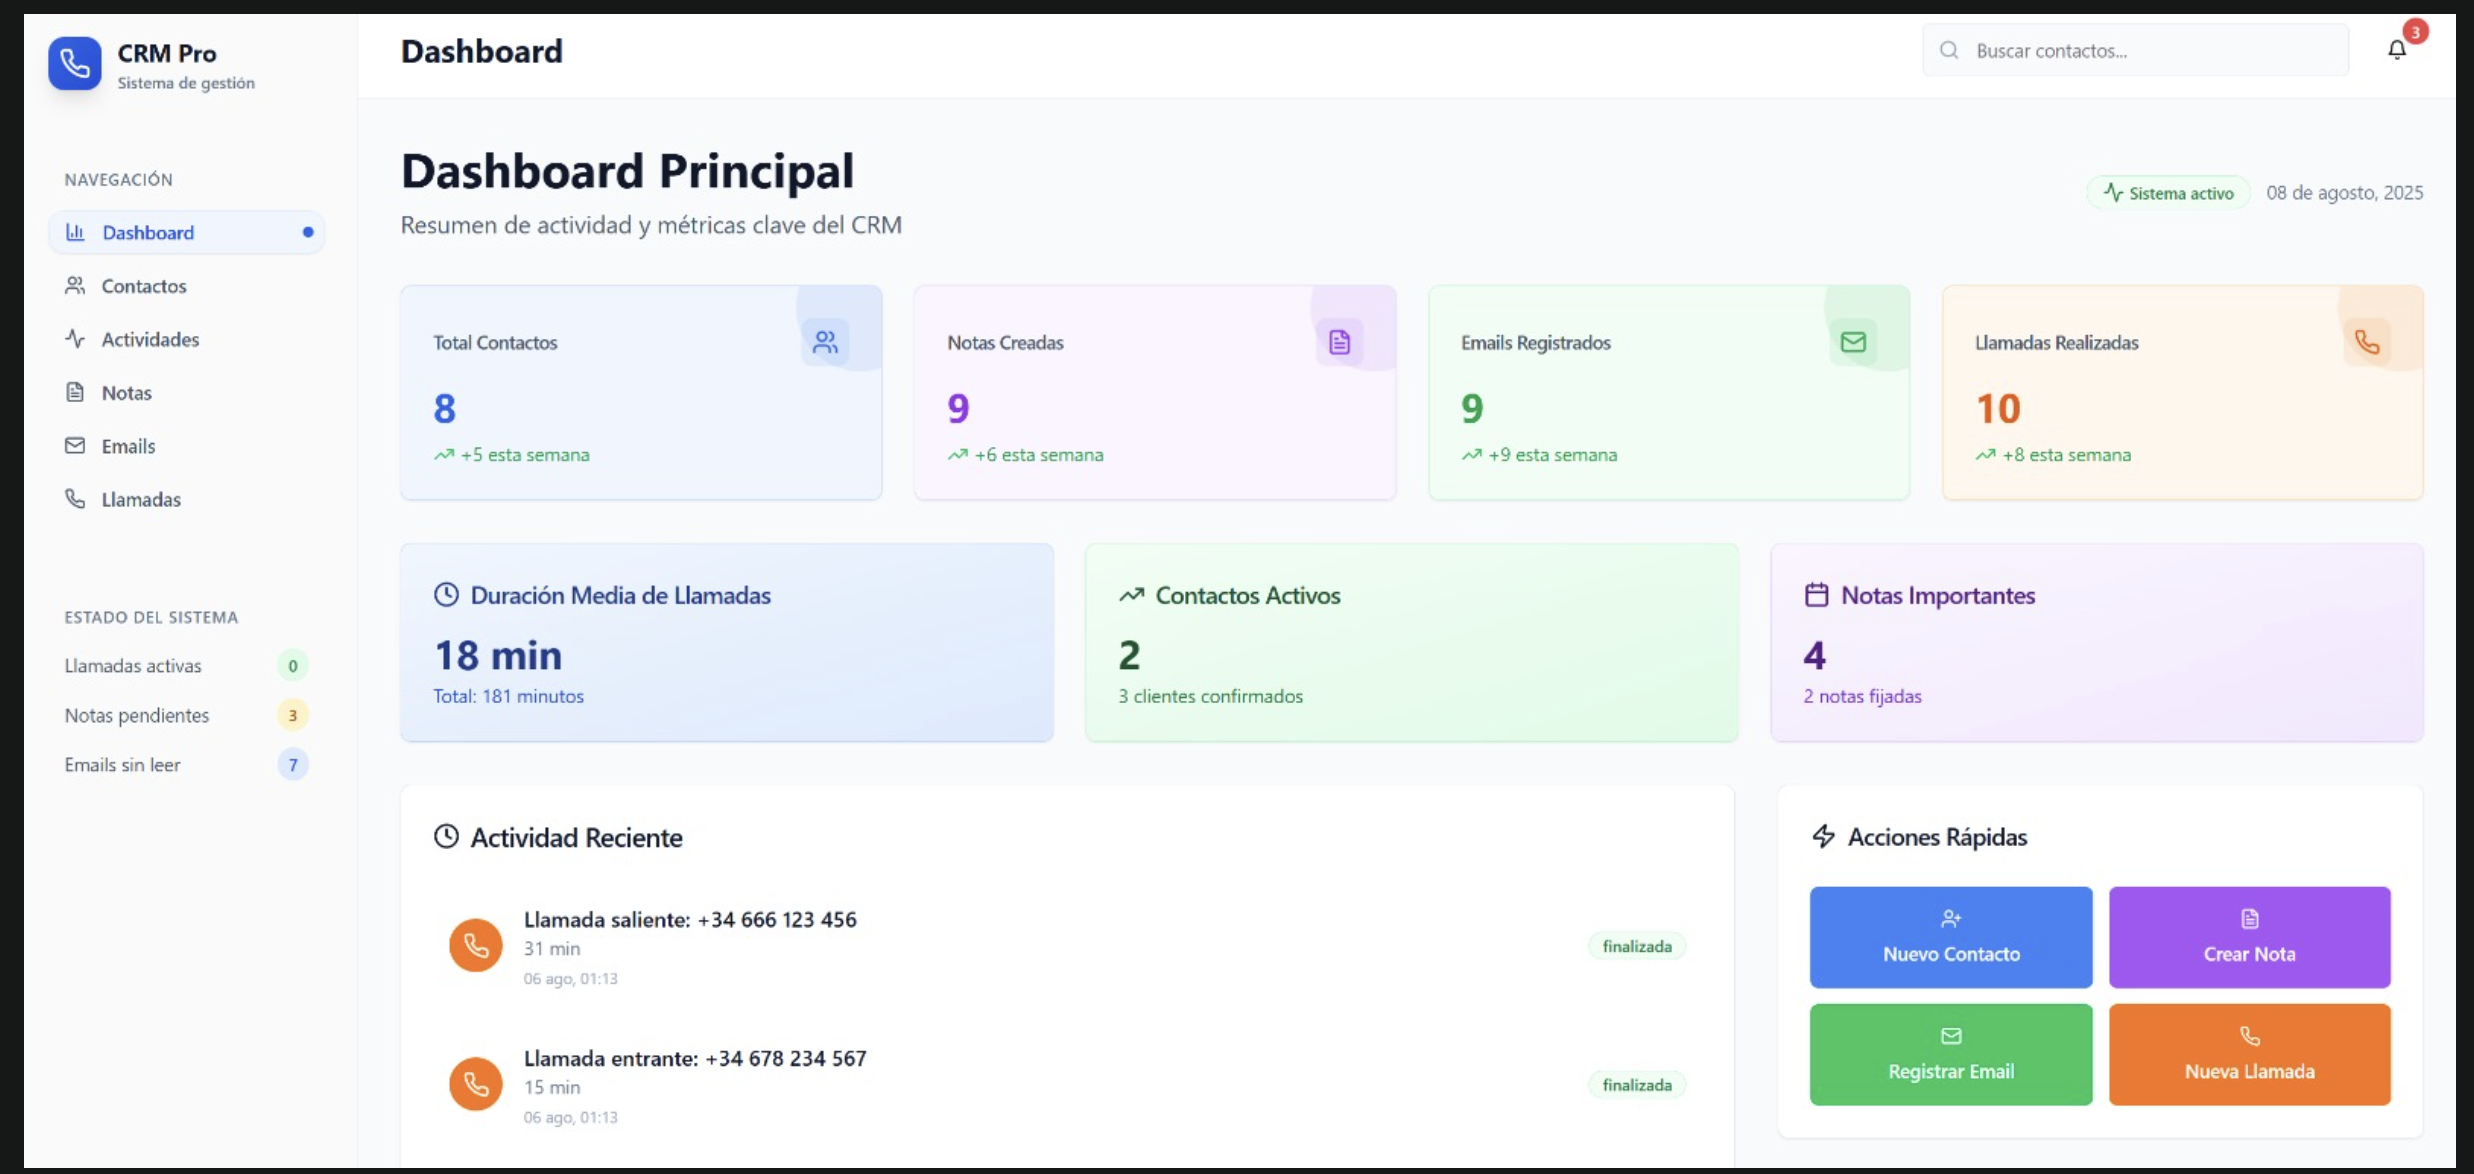 CRM Pro
Sistema de gestión
NAVEGACIÓN
Dashboard
Contactos
Actividades
Notas
Emails
Llamadas
ESTADO DEL SISTEMA
Llamadas activas 0
Notas pendientes 3
Emails sin leer 7
Dashboard
Buscar contactos...
3
Dashboard Principal
Resumen de actividad y métricas clave del CRM
Sistema activo 08 de agosto, 2025
Total Contactos
8
+5 esta semana
Notas Creadas
9
+6 esta semana
Emails Registrados
9
+9 esta semana
Llamadas Realizadas
10
+8 esta semana
Duración Media de Llamadas
18 min
Total: 181 minutos
Contactos Activos
2
3 clientes confirmados
Notas Importantes
4
2 notas fijadas
Actividad Reciente
Llamada saliente: +34 666 123 456
31 min
06 ago, 01:13
finalizada
Llamada entrante: +34 678 234 567
15 min
06 ago, 01:13
finalizada
Acciones Rápidas
Nuevo Contacto
Crear Nota
Registrar Email
Nueva Llamada